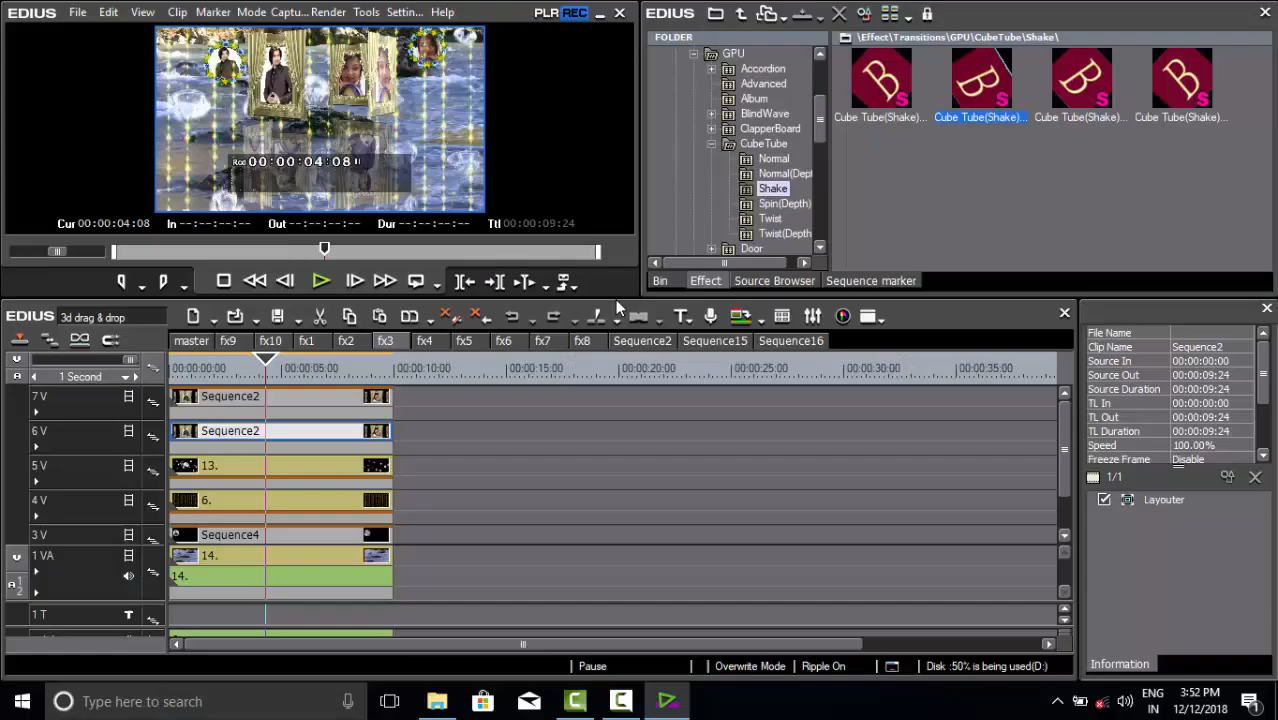 EDIUS File Edit View Clip Marker Mode Captu... Render Tools Settin... Help PLR REC
Rec 00:00:04:08
Cur 00:00:04:08 In --:--:--:-- Out --:--:--:-- Dur --:--:--:-- Ttl 00:00:09:24
EDIUS
FOLDER
\Effect\Transitions\GPU\CubeTube\Shake\
GPU
Accordion
Advanced
Album
BlindWave
ClapperBoard
CubeTube
Normal
Normal(Dept
Shake
Spin(Depth)
Twist
Twist(Depth
Door
B S B S B S B S
Cube Tube(Shake)... Cube Tube(Shake)... Cube Tube(Shake)... Cube Tube(Shake)...
Bin Effect Source Browser Sequence marker
EDIUS 3d drag & drop
master fx9 fx10 fx1 fx2 fx3 fx4 fx5 fx6 fx7 fx8 Sequence2 Sequence15 Sequence16
1 Second
00:00:00:00 00:00:05:00 00:00:10:00 00:00:15:00 00:00:20:00 00:00:25:00 00:00:30:00 00:00:35:00
7 V Sequence2
6 V Sequence2
5 V 13.
4 V 6.
3 V Sequence4
1 VA 14.
14.
A 1 2
1 T T
Pause Overwrite Mode Ripple On Disk :50% is being used(D:)
File Name
Clip Name Sequence2
Source In 00:00:00:00
Source Out 00:00:09:24
Source Duration 00:00:09:24
TL In 00:00:00:00
TL Out 00:00:09:24
TL Duration 00:00:09:24
Speed 100.00%
Freeze Frame Disable
1/1
Layouter
Information
Type here to search
ENG
IN
3:52 PM
12/12/2018
1